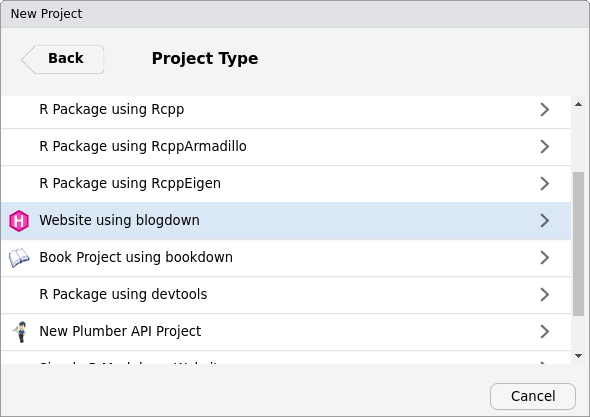 New Project
Back
Project Type
R Package using Rcpp
R Package using RcppArmadillo
R Package using RcppEigen
H
Website using blogdown
Book Project using bookdown
R Package using devtools
New Plumber API Project
Cancel